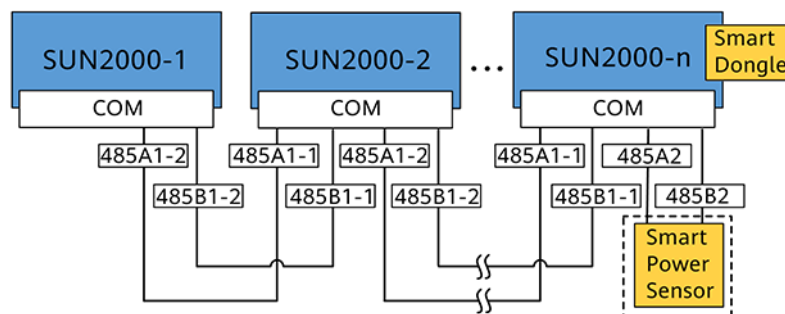 SUN2000-1
SUN2000-2
...
SUN2000-n
Smart
Dongle
COM
COM
COM
485A1-2
485A1-1
485A1-2
485A1-1
485A2
485B1-2
485B1-1
485B1-2
485B1-1
485B2
Smart
Power
Sensor